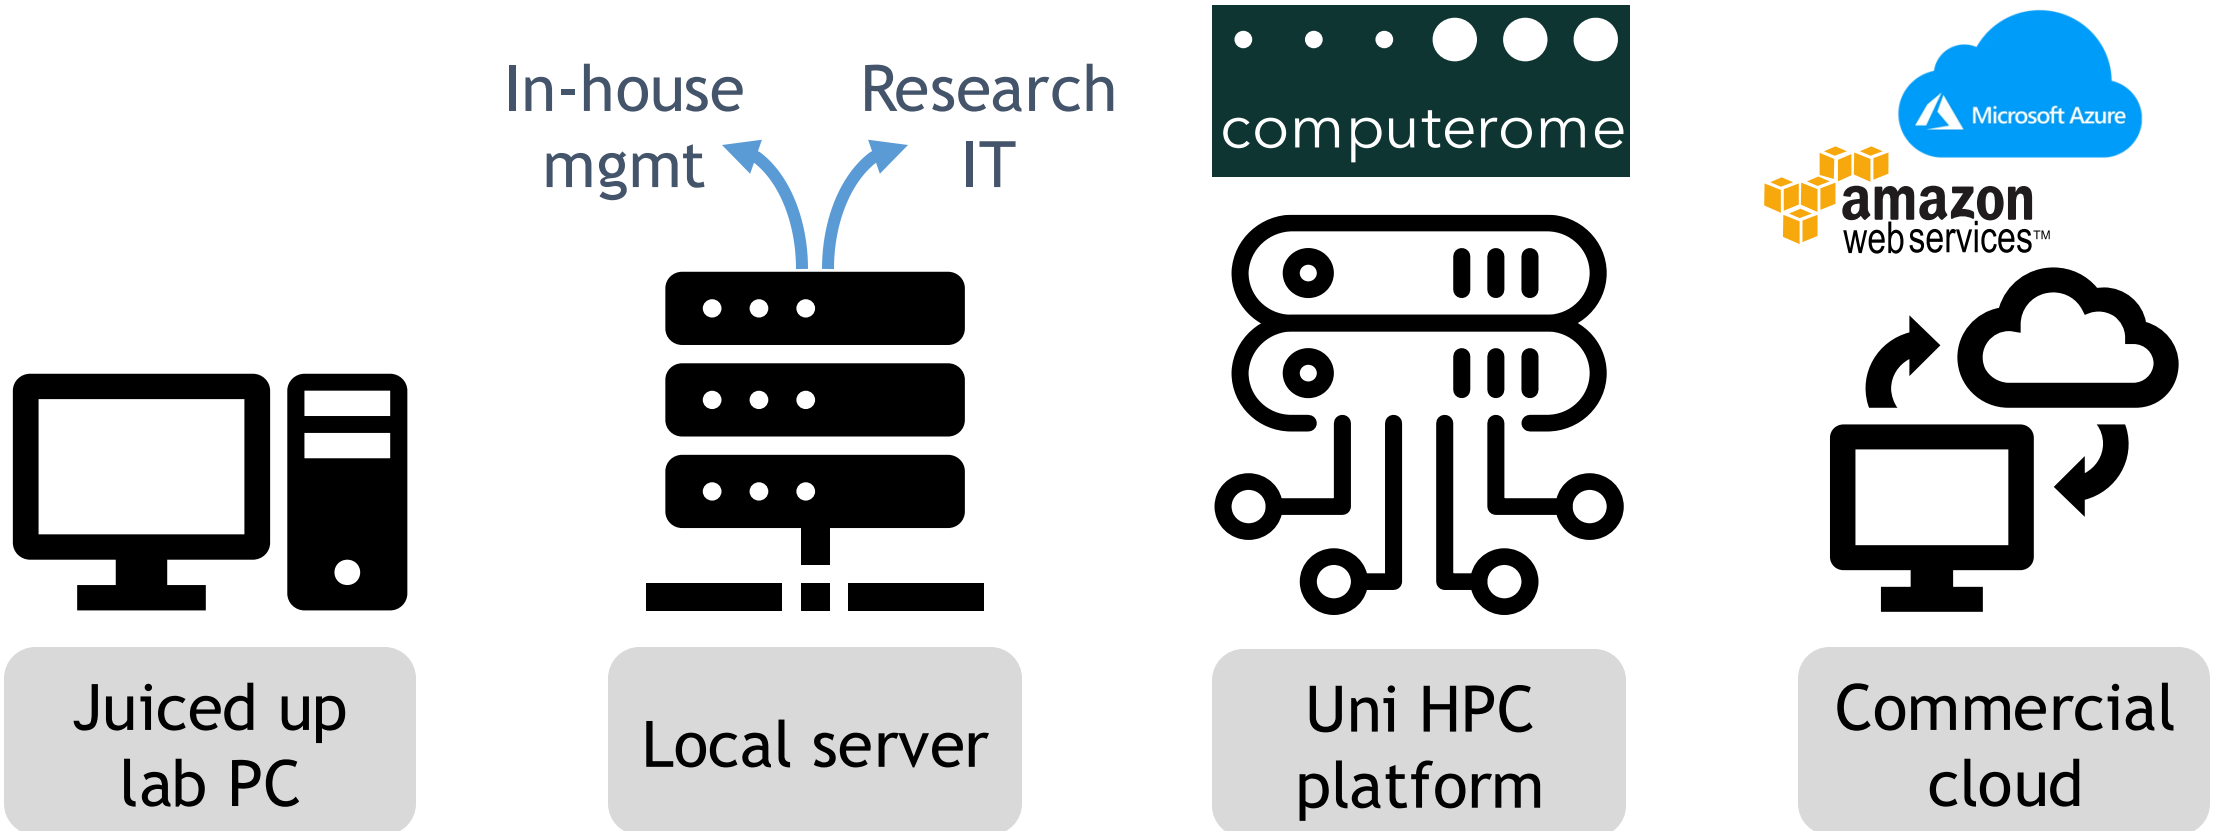 In-house
mgmt
Research
IT
computerome
Microsoft Azure
amazon
web services™
Juiced up
lab PC
Local server
Uni HPC
platform
Commercial
cloud